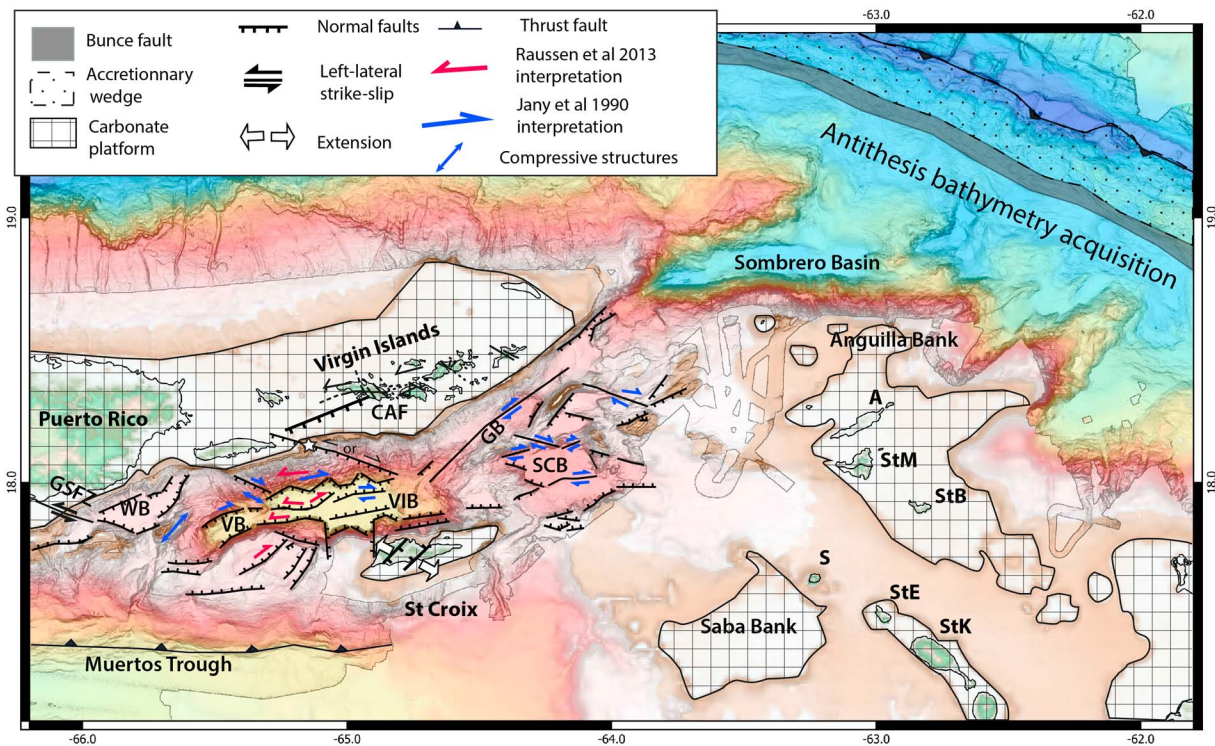 -63.0
-62.0
Bunce fault
Accretionnary
wedge
Carbonate
platform
Normal faults
Left-lateral
strike-slip
Extension
Thrust fault
Raussen et al 2013
interpretation
Jany et al 1990
interpretation
Compressive structures
19.0
19.0
Antithesis bathymetry acquisition
Sombrero Basin
Anguilla Bank
Virgin Islands
CAF
Puerto Rico
A
GB
or
StM
SCB
18.0
18.0
GSF
WB
VB
VIB
StB
S
StE
St Croix
Saba Bank
StK
Muertos Trough
-66.0
-65.0
-64.0
-63.0
-62.0